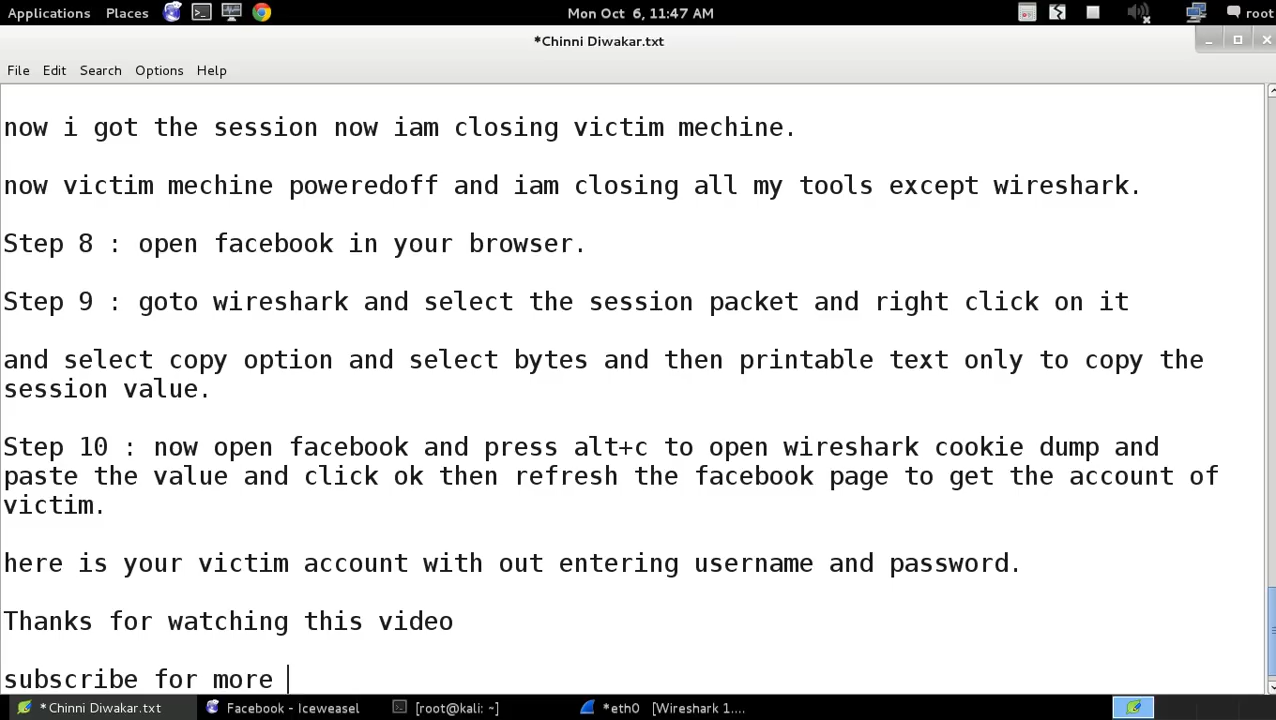 Applications Places Mon Oct 6, 11:47 AM root
*Chinni Diwakar.txt
File Edit Search Options Help
now i got the session now iam closing victim mechine.
now victim mechine poweredoff and iam closing all my tools except wireshark.
Step 8 : open facebook in your browser.
Step 9 : goto wireshark and select the session packet and right click on it
and select copy option and select bytes and then printable text only to copy the
session value.
Step 10 : now open facebook and press alt+c to open wireshark cookie dump and
paste the value and click ok then refresh the facebook page to get the account of
victim.
here is your victim account with out entering username and password.
Thanks for watching this video
subscribe for more
*Chinni Diwakar.txt Facebook - Iceweasel [root@kali: ~] *eth0 [Wireshark 1....